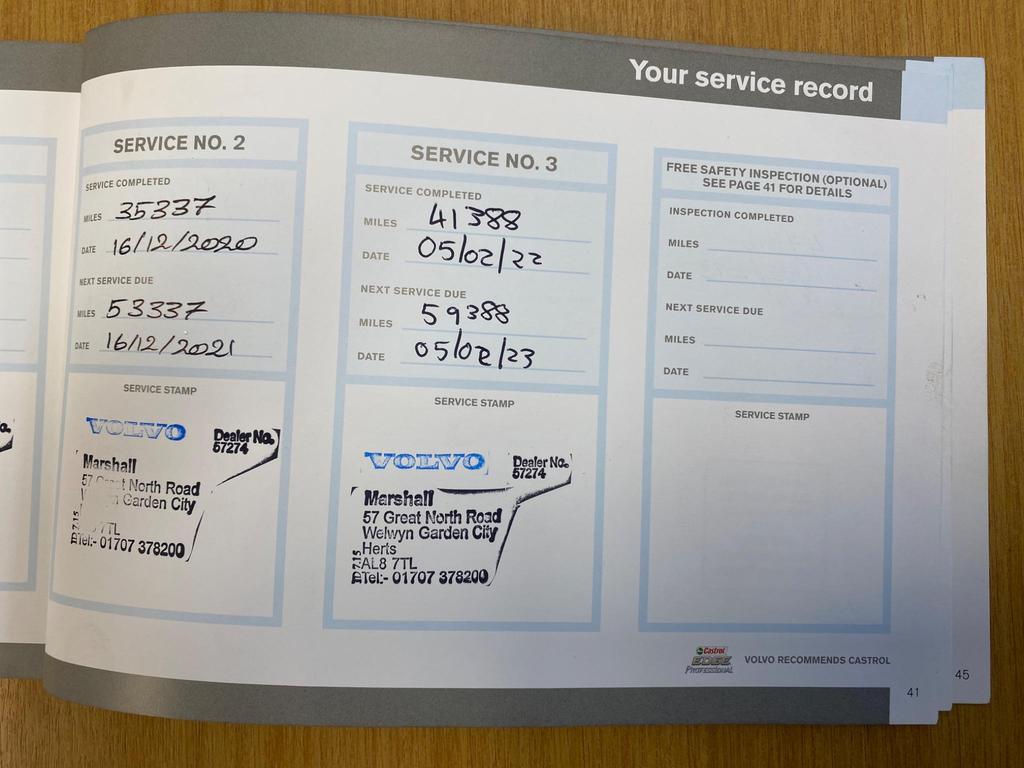 Your service record
SERVICE NO. 2
SERVICE COMPLETED
MILES 35337
DATE 16/12/2020
NEXT SERVICE DUE
MILES 53337
DATE 16/12/2021
SERVICE STAMP
VOLVO
Dealer No.
57274
Marshall
57 Great North Road
Garden City
7TL
Tel:- 01707 378200
SERVICE NO. 3
SERVICE COMPLETED
MILES 41388
DATE 05/02/22
NEXT SERVICE DUE
MILES 59388
DATE 05/02/23
SERVICE STAMP
VOLVO
Dealer No.
57274
Marshall
57 Great North Road
Welwyn Garden City
Herts
AL8 7TL
Tel:- 01707 378200
FREE SAFETY INSPECTION (OPTIONAL)
SEE PAGE 41 FOR DETAILS
INSPECTION COMPLETED
MILES
DATE
NEXT SERVICE DUE
MILES
DATE
SERVICE STAMP
Castrol
EDGE
PROFESSIONAL
VOLVO RECOMMENDS CASTROL
41
45